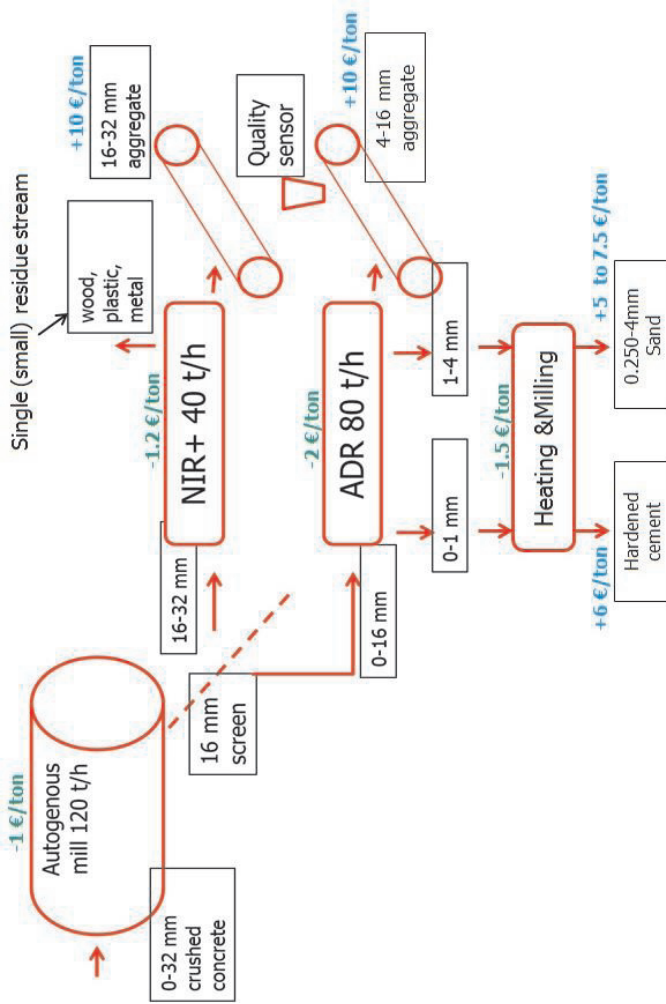 -1 €/ton
Autogenous
mill 120 t/h
0-32 mm
crushed
concrete
16 mm
screen
16-32 mm
-1.2 €/ton
NIR+ 40 t/h
Single (small) residue stream
wood,
plastic,
metal
+10 €/ton
16-32 mm
aggregate
0-16 mm
-2 €/ton
ADR 80 t/h
Quality
sensor
+10 €/ton
4-16 mm
aggregate
0-1 mm
1-4 mm
-1.5 €/ton
Heating &Milling
+6 €/ton
Hardened
cement
+5 to 7.5 €/ton
0.250-4mm
Sand